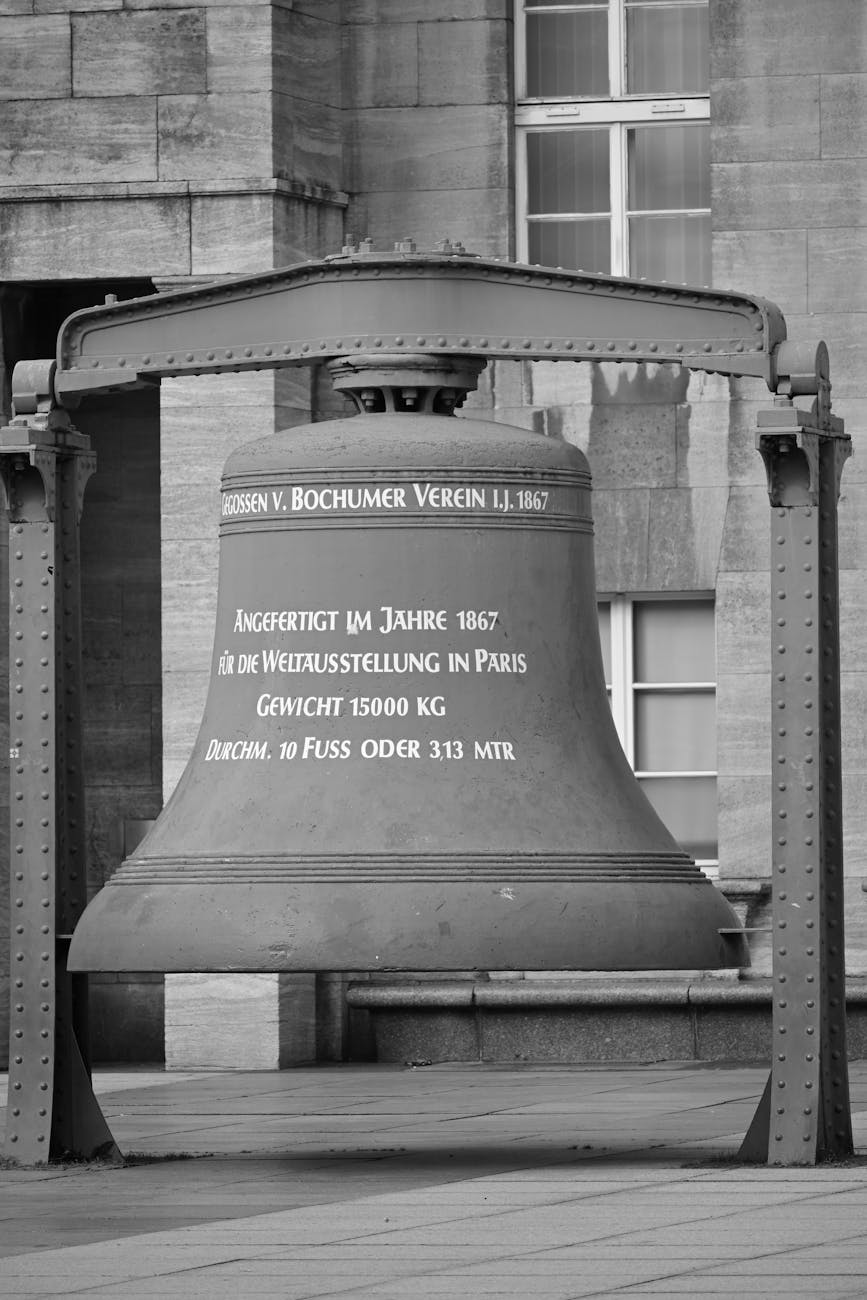 Gegossen v. Bochumer Verein i.J. 1867
Angefertigt im Jahre 1867
für die Weltausstellung in Paris
Gewicht 15000 kg
Durchm. 10 Fuss oder 3,13 mtr